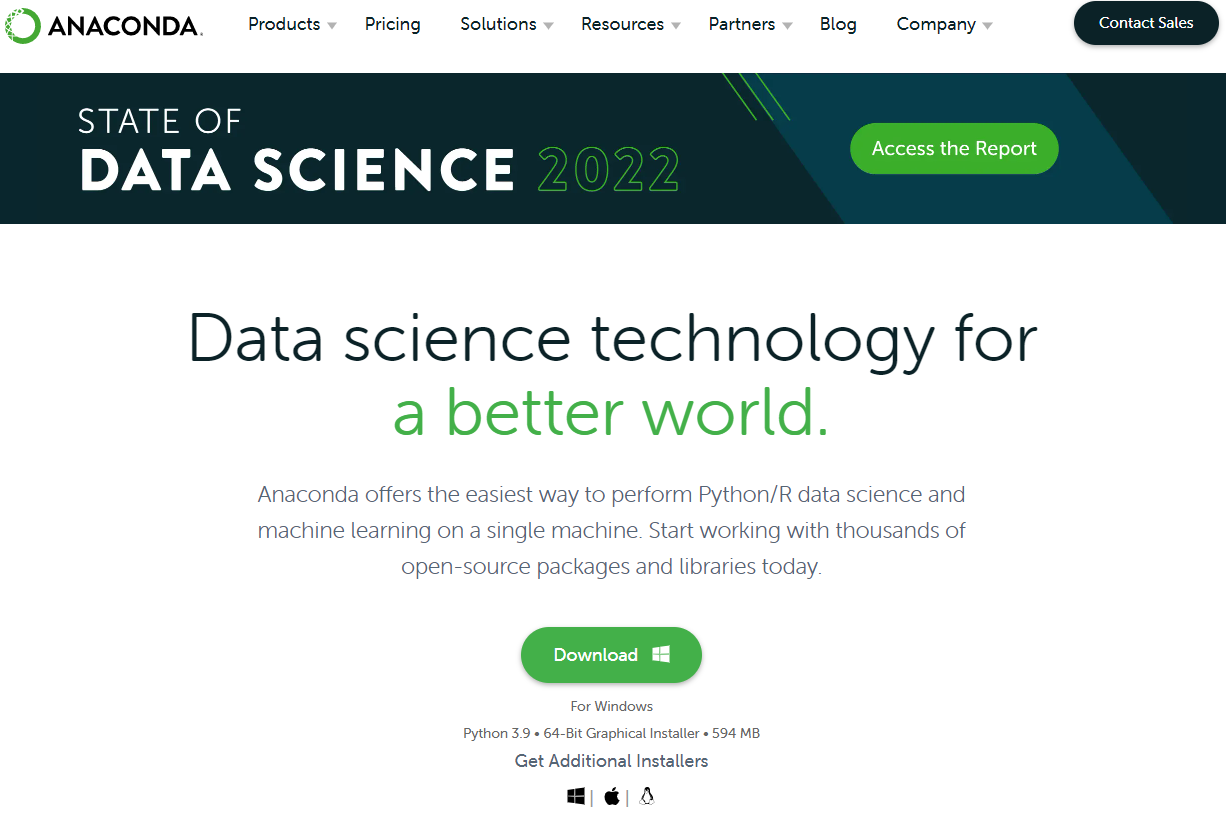 ANACONDA.
Products
Pricing
Solutions
Resources
Partners
Blog
Company
Contact Sales
STATE OF
DATA SCIENCE 2022
Access the Report
Data science technology for
a better world.
Anaconda offers the easiest way to perform Python/R data science and
machine learning on a single machine. Start working with thousands of
open-source packages and libraries today.
Download
For Windows
Python 3.9 • 64-Bit Graphical Installer • 594 MB
Get Additional Installers
| |